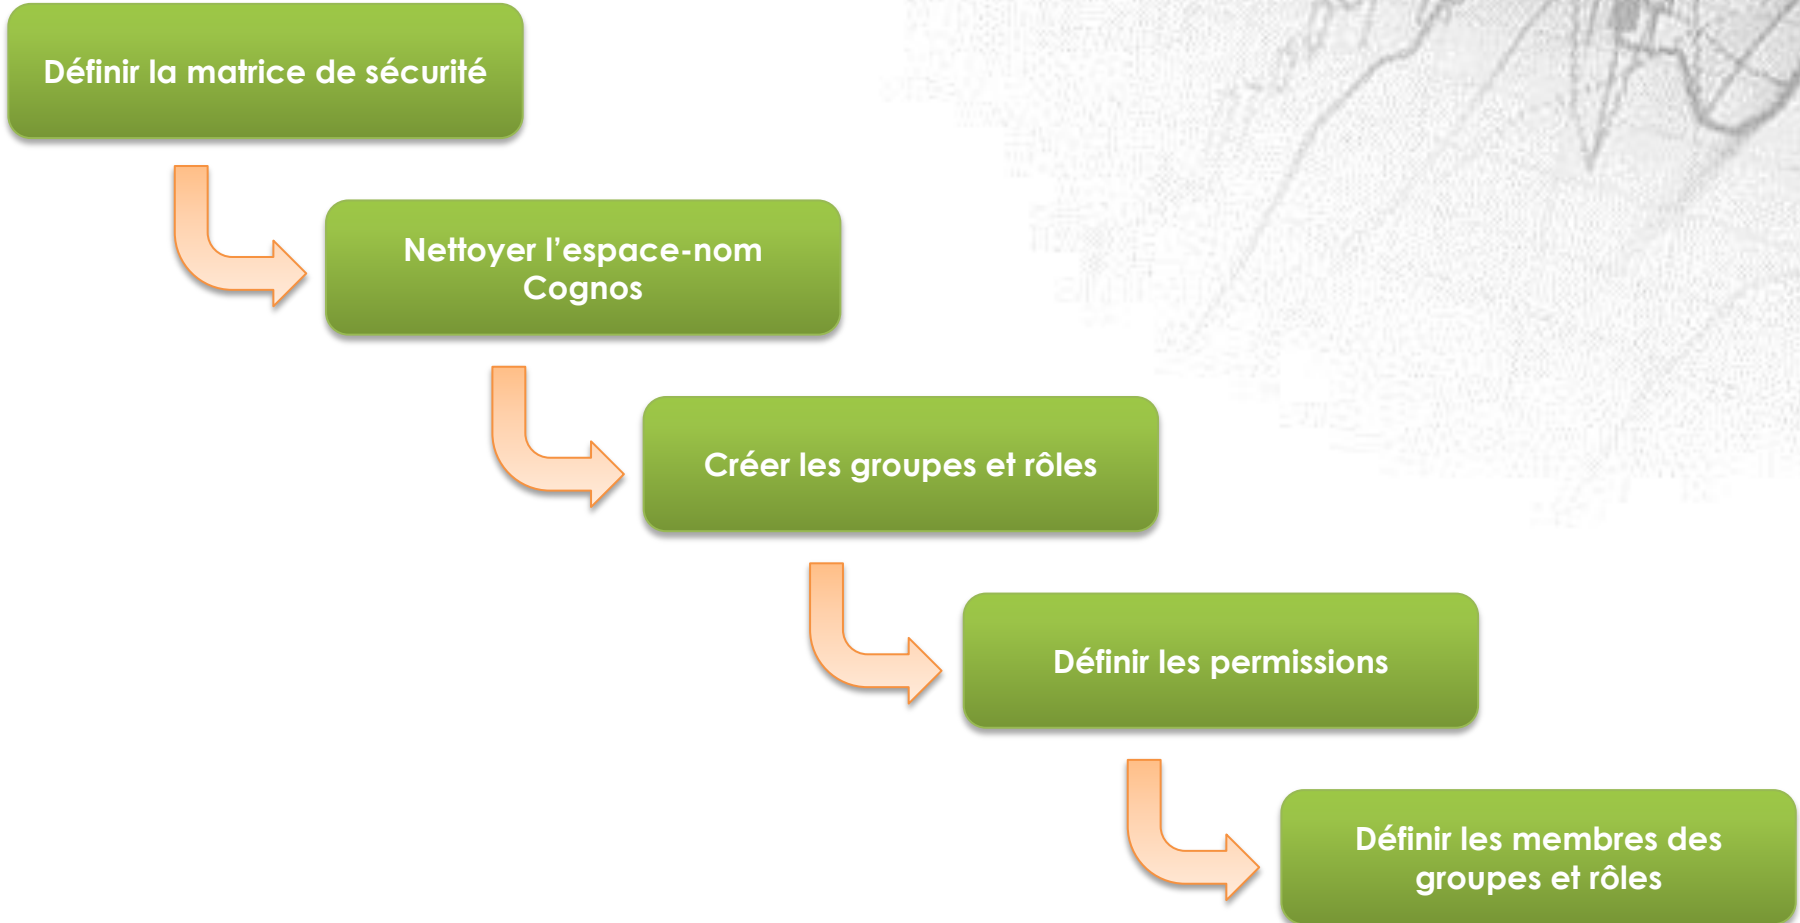 Définir la matrice de sécurité
Nettoyer l’espace-nom
Cognos
Créer les groupes et rôles
Définir les permissions
Définir les membres des
groupes et rôles